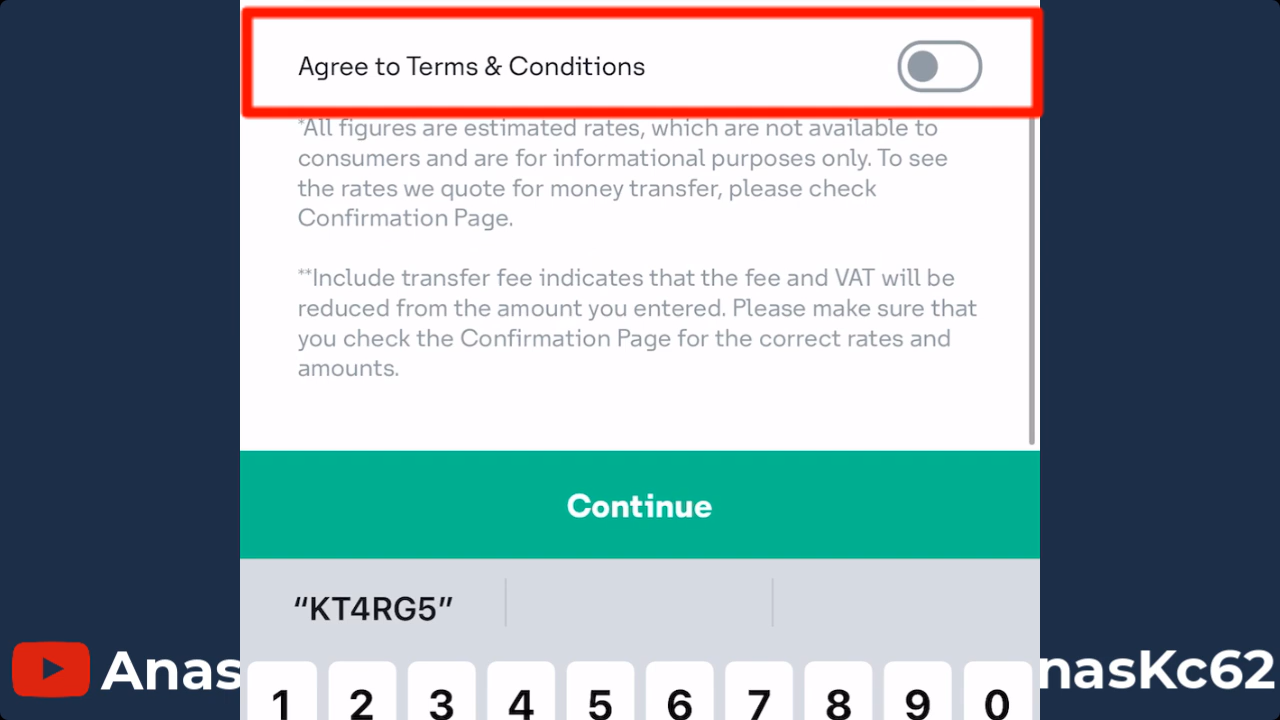 Agree to Terms & Conditions
*All figures are estimated rates, which are not available to
consumers and are for informational purposes only. To see
the rates we quote for money transfer, please check
Confirmation Page.
**Include transfer fee indicates that the fee and VAT will be
reduced from the amount you entered. Please make sure that
you check the Confirmation Page for the correct rates and
amounts.
Continue
“KT4RG5”
Anas
nasKc62
1 2 3 4 5 6 7 8 9 0